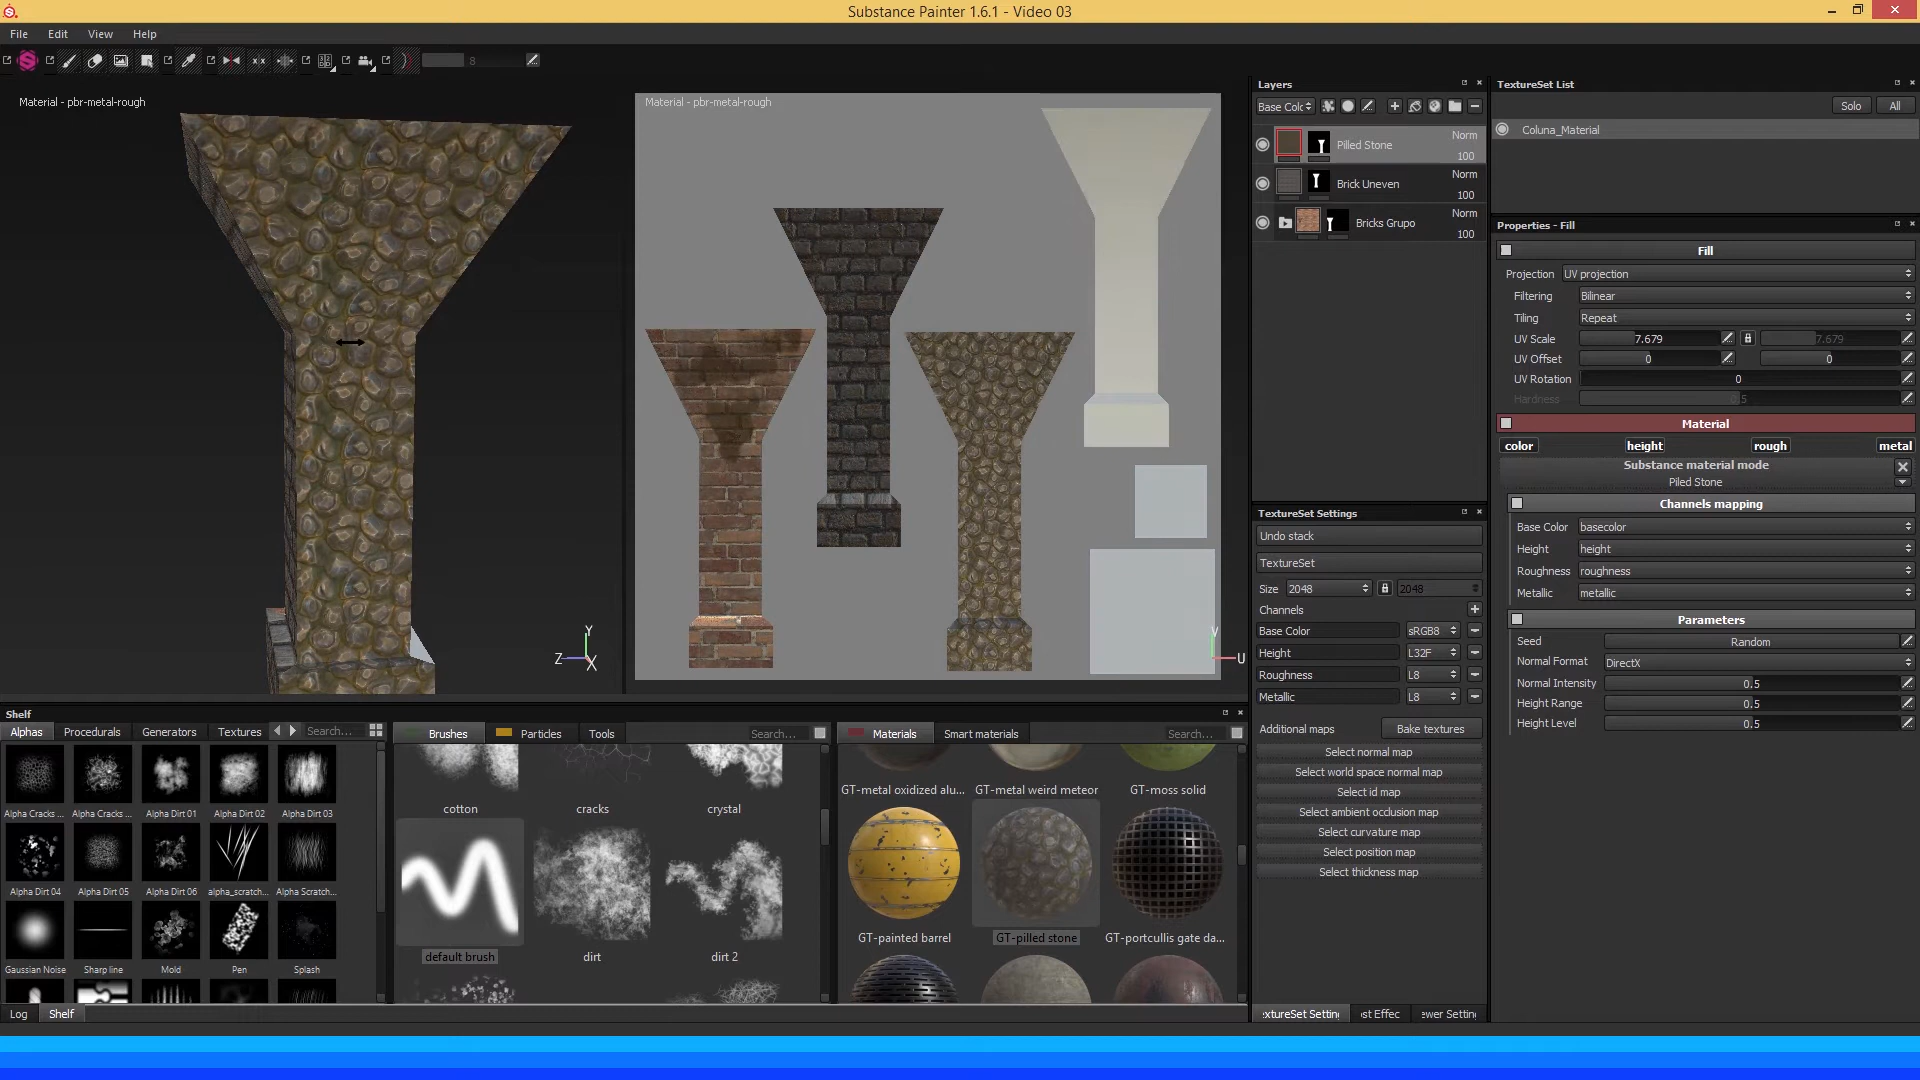 Substance Painter 1.6.1 - Video 03
File Edit View Help
8
Material - pbr-metal-rough
Material - pbr-metal-rough
Y
Z
X
V
U
Layers
Base Colo
Pilled Stone
Norm
100
Brick Uneven
Norm
100
Bricks Grupo
Norm
100
TextureSet List
Solo
All
Coluna_Material
Properties - Fill
Fill
Projection UV projection
Filtering Bilinear
Tiling Repeat
UV Scale 7.679 7.679
UV Offset 0 0
UV Rotation 0
Hardness 0.5
Material
color height rough metal
Substance material mode
Piled Stone
Channels mapping
Base Color basecolor
Height height
Roughness roughness
Metallic metallic
Parameters
Seed Random
Normal Format DirectX
Normal Intensity 0.5
Height Range 0.5
Height Level 0.5
TextureSet Settings
Undo stack
TextureSet
Size 2048 2048
Channels
Base Color sRGB8
Height L32F
Roughness L8
Metallic L8
Additional maps Bake textures
Select normal map
Select world space normal map
Select id map
Select ambient occlusion map
Select curvature map
Select position map
Select thickness map
extureSet Settin ost Effec ewer Settin
Shelf
Alphas Procedurals Generators Textures Search...
Alpha Cracks ... Alpha Cracks ... Alpha Dirt 01 Alpha Dirt 02 Alpha Dirt 03
Alpha Dirt 04 Alpha Dirt 05 Alpha Dirt 06 alpha_scratch... Alpha Scratch...
Gaussian Noise Sharp line Mold Pen Splash
Brushes Particles Tools Search...
cotton cracks crystal
default brush dirt dirt 2
Materials Smart materials Search...
GT-metal oxidized alu... GT-metal weird meteor GT-moss solid
GT-painted barrel GT-pilled stone GT-portcullis gate da...
Log Shelf